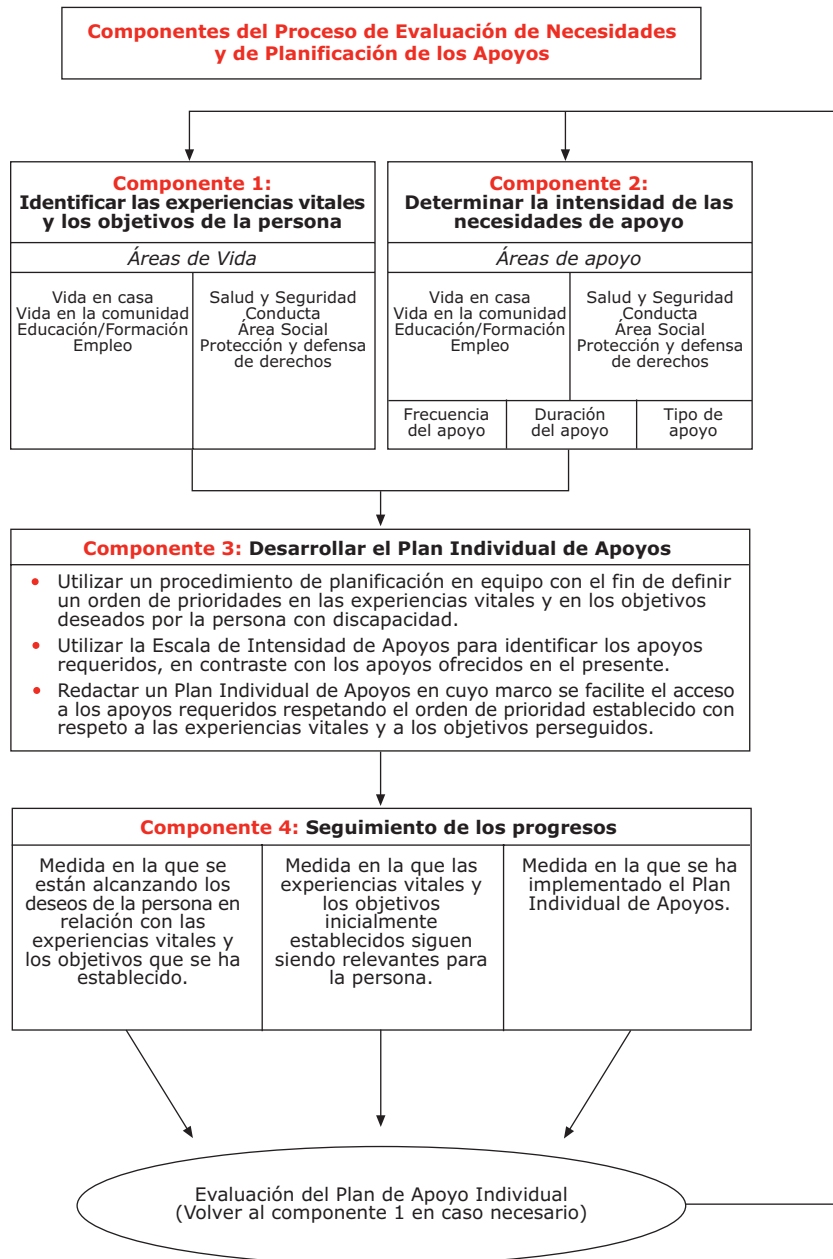 Componentes del Proceso de Evaluación de Necesidades
y de Planificación de los Apoyos
Componente 1:
Identificar las experiencias vitales
y los objetivos de la persona
Áreas de Vida
Vida en casa
Vida en la comunidad
Educación/Formación
Empleo
Salud y Seguridad
Conducta
Área Social
Protección y defensa
de derechos
Componente 2:
Determinar la intensidad de las
necesidades de apoyo
Áreas de apoyo
Vida en casa
Vida en la comunidad
Educación/Formación
Empleo
Salud y Seguridad
Conducta
Área Social
Protección y defensa
de derechos
Frecuencia
del apoyo
Duración
del apoyo
Tipo de
apoyo
Componente 3: Desarrollar el Plan Individual de Apoyos
• Utilizar un procedimiento de planificación en equipo con el fin de definir
un orden de prioridades en las experiencias vitales y en los objetivos
deseados por la persona con discapacidad.
• Utilizar la Escala de Intensidad de Apoyos para identificar los apoyos
requeridos, en contraste con los apoyos ofrecidos en el presente.
• Redactar un Plan Individual de Apoyos en cuyo marco se facilite el acceso
a los apoyos requeridos respetando el orden de prioridad establecido con
respeto a las experiencias vitales y a los objetivos perseguidos.
Componente 4: Seguimiento de los progresos
Medida en la que se
están alcanzando los
deseos de la persona en
relación con las
experiencias vitales y
los objetivos que se ha
establecido.
Medida en la que las
experiencias vitales y
los objetivos
inicialmente
establecidos siguen
siendo relevantes para
la persona.
Medida en la que se ha
implementado el Plan
Individual de Apoyos.
Evaluación del Plan de Apoyo Individual
(Volver al componente 1 en caso necesario)